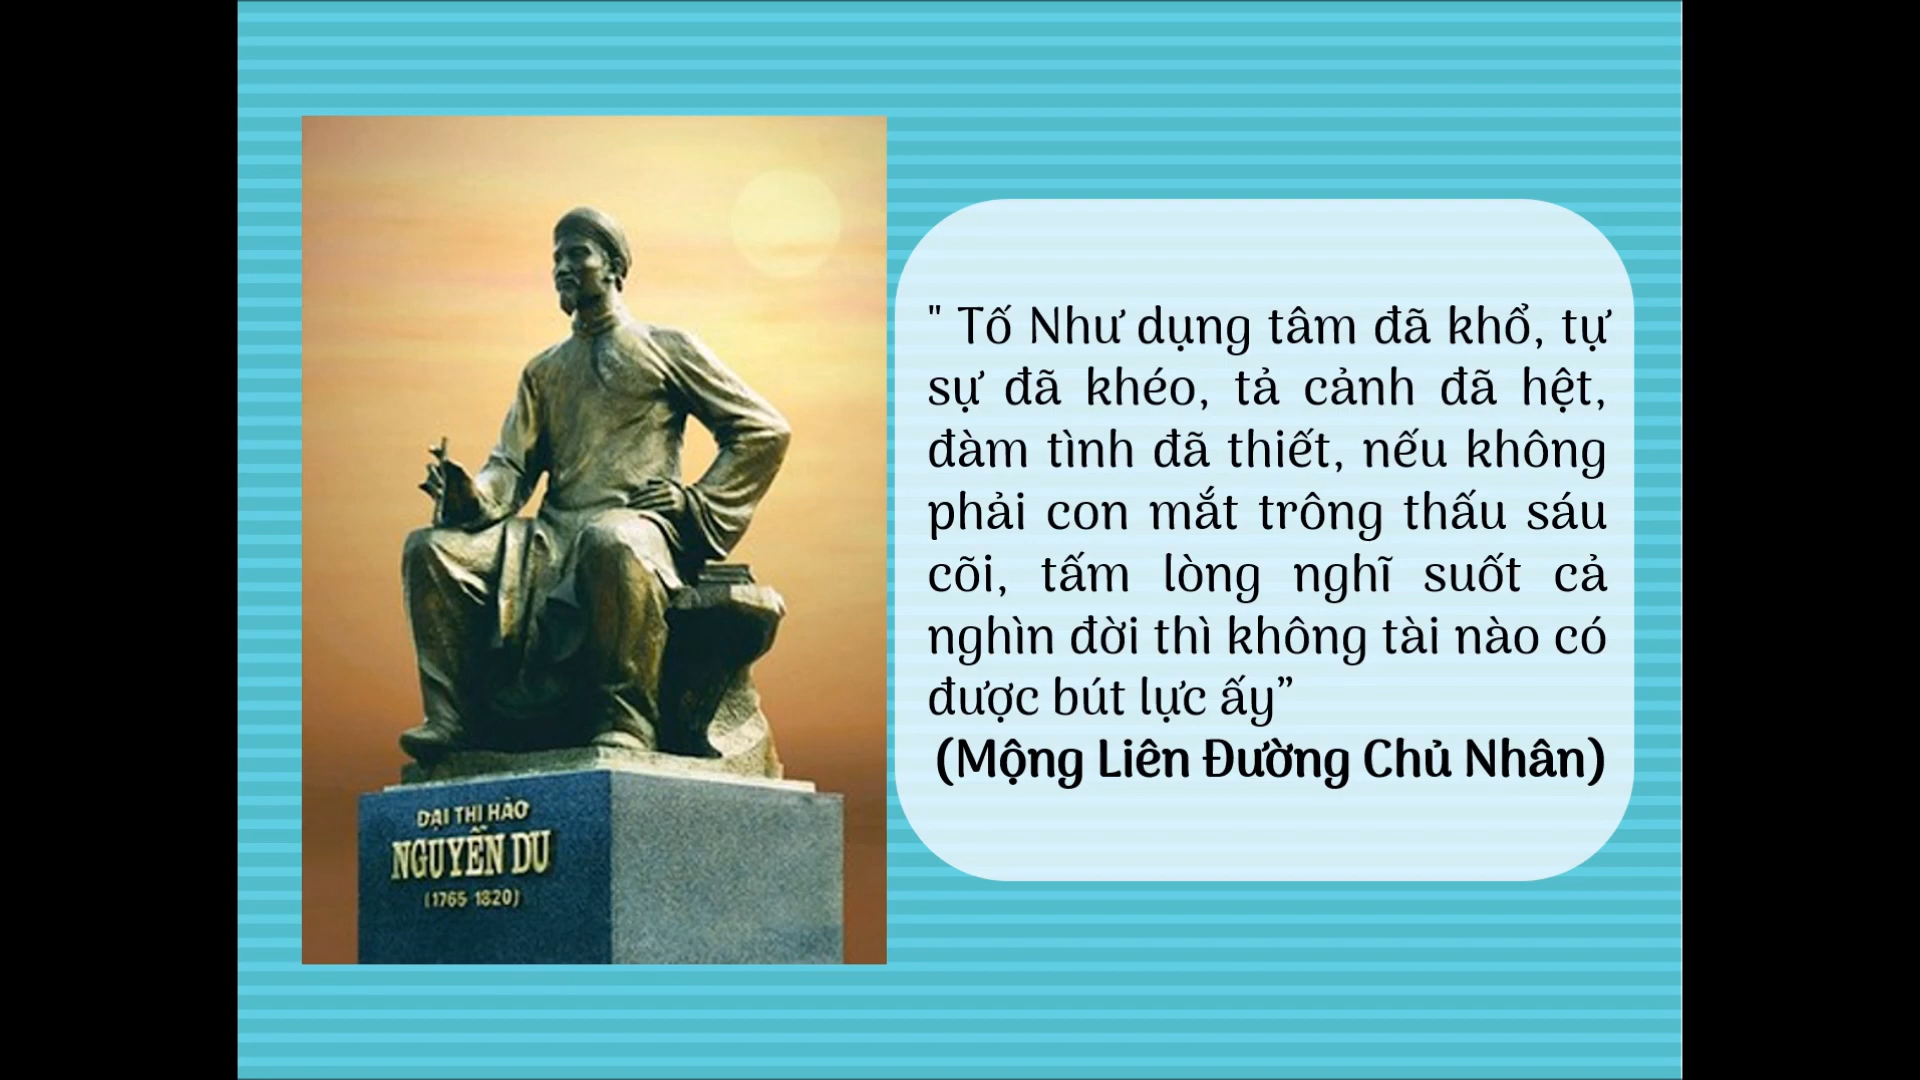 " Tố Như dụng tâm đã khổ, tự
sự đã khéo, tả cảnh đã hệt,
đàm tình đã thiết, nếu không
phải con mắt trông thấu sáu
cõi, tấm lòng nghĩ suốt cả
nghìn đời thì không tài nào có
được bút lực ấy”
(Mộng Liên Đường Chủ Nhân)
ĐẠI THI HÀO
NGUYỄN DU
(1765 1820)